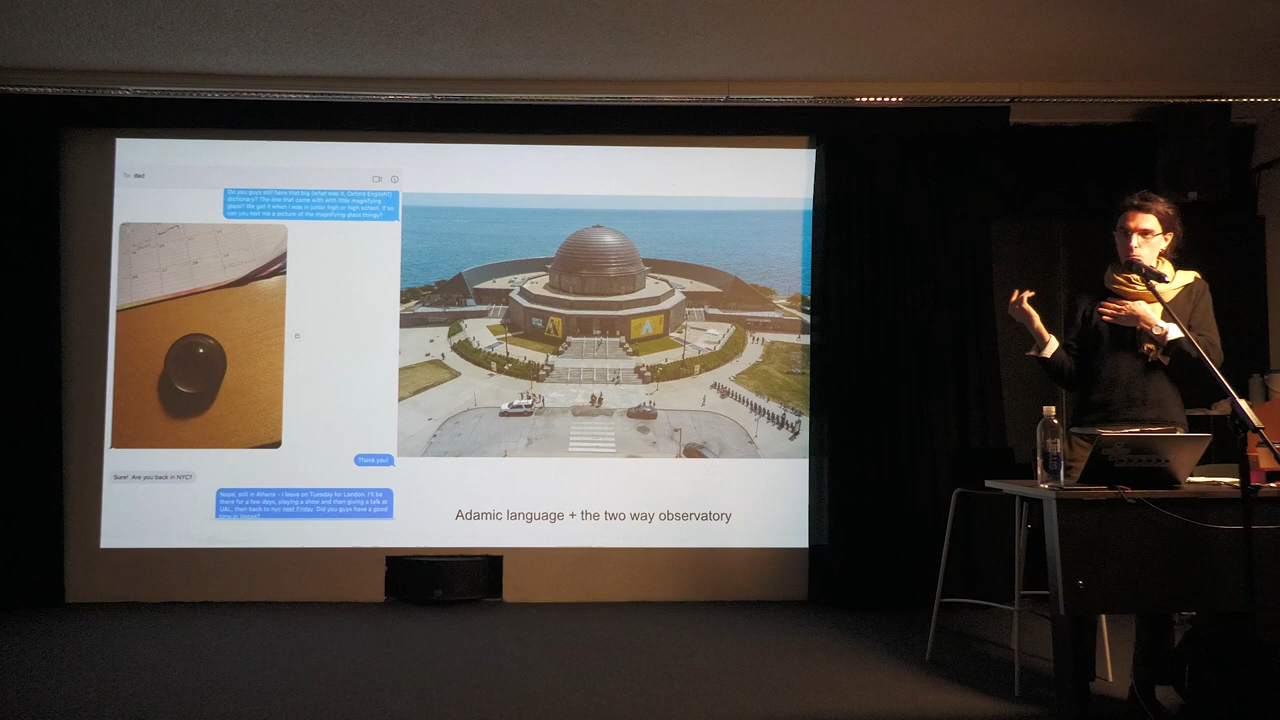 To: dad
Do you guys still have that big (what was it, Oxford English?)
dictionary? The one that came with with little magnifying
glass? We got it when I was in junior high or high school. If so
can you text me a picture of the magnifying glass thingy?
Thank you!
Sure! Are you back in NYC?
Nope, still in Athens - I leave on Tuesday for London. I'll be
there for a few days, playing a show and then giving a talk at
UAL, then back to nyc next Friday. Did you guys have a good
time in Vegas?
Adamic language + the two way observatory